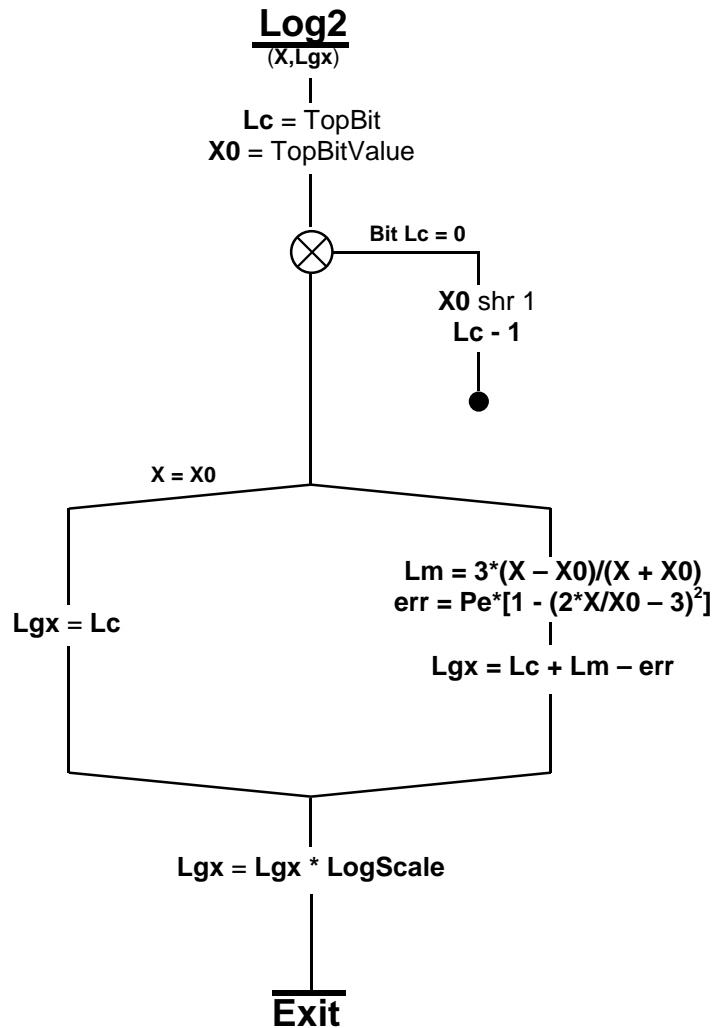 Log2
(X,Lgx)
Lc = TopBit
X0 = TopBitValue
Bit Lc = 0
X0 shr 1
Lc - 1
X = X0
Lm = 3*(X – X0)/(X + X0)
err = Pe*[1 - (2*X/X0 – 3)²]
Lgx = Lc
Lgx = Lc + Lm – err
Lgx = Lgx * LogScale
Exit